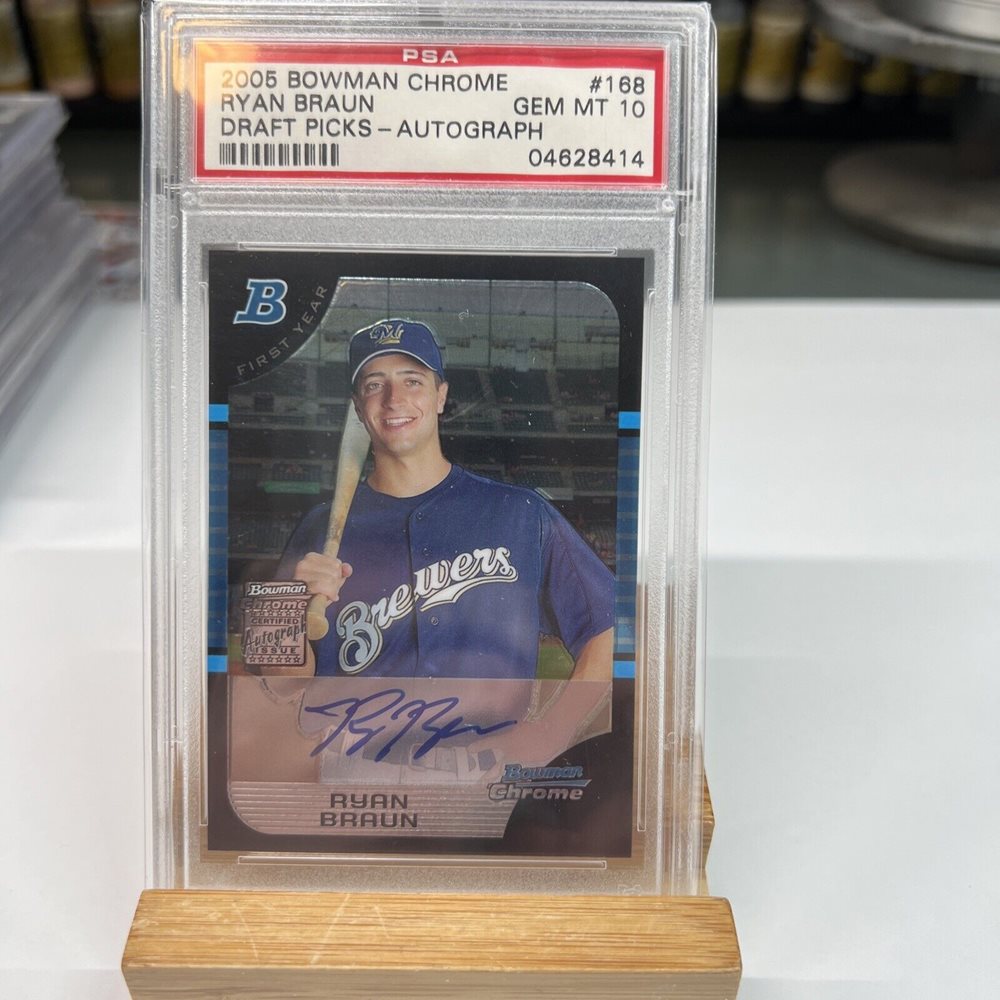 PSA
2005 BOWMAN CHROME #168
RYAN BRAUN GEM MT 10
DRAFT PICKS - AUTOGRAPH
04628414
B
FIRST YEAR
M
Brewers
Bowman
Chrome
CERTIFIED
Autograph
ISSUE
Bowman
Chrome
RYAN
BRAUN